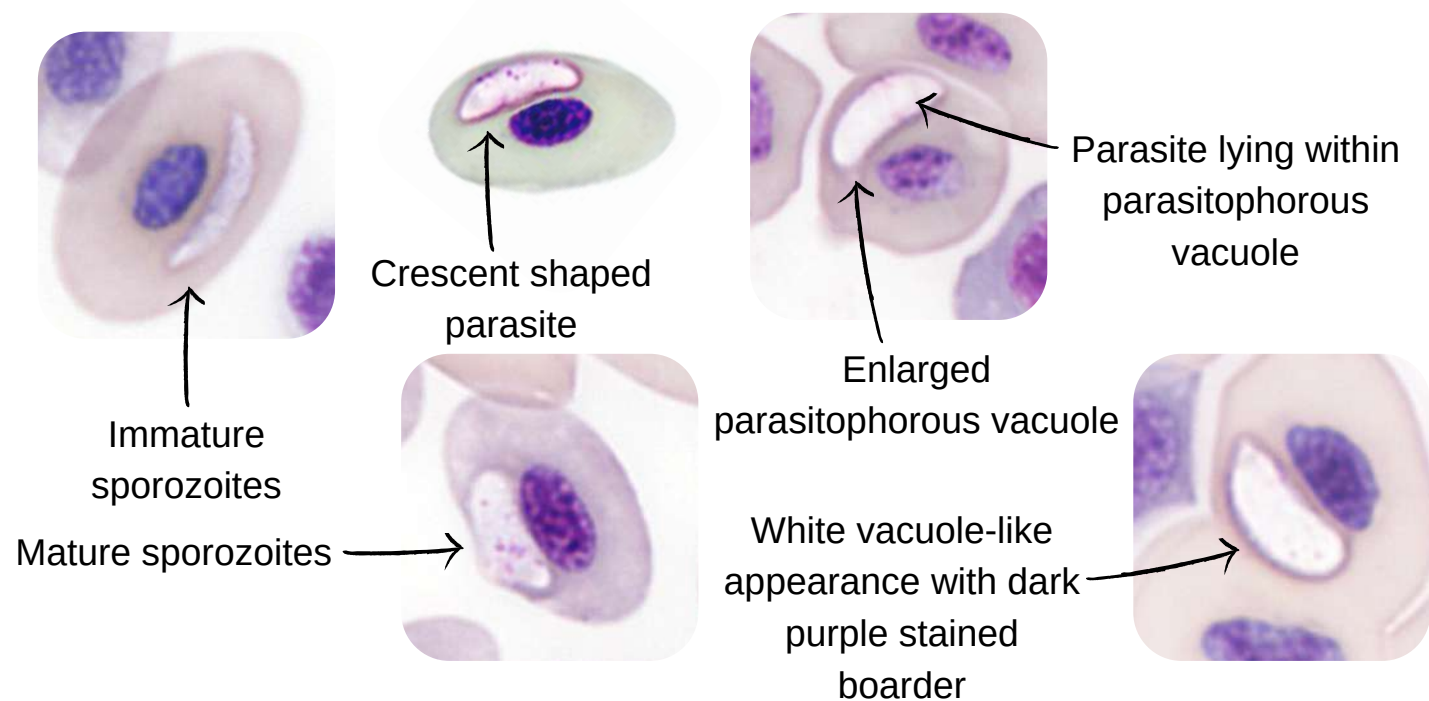 Crescent shaped
parasite
Parasite lying within
parasitophorous
vacuole
Immature
sporozoites
Enlarged
parasitophorous vacuole
Mature sporozoites
White vacuole-like
appearance with dark
purple stained
boarder